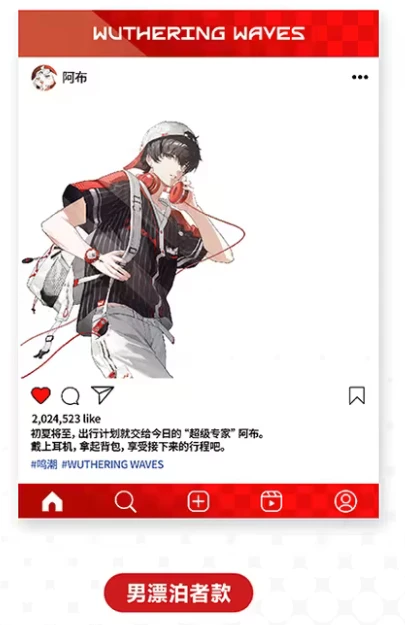 WUTHERING WAVES
阿布
2,024,523 like
初夏将至，出行计划就交给今日的“超级专家”阿布。
戴上耳机，拿起背包，享受接下来的行程吧。
#鸣潮 #WUTHERING WAVES
男漂泊者款